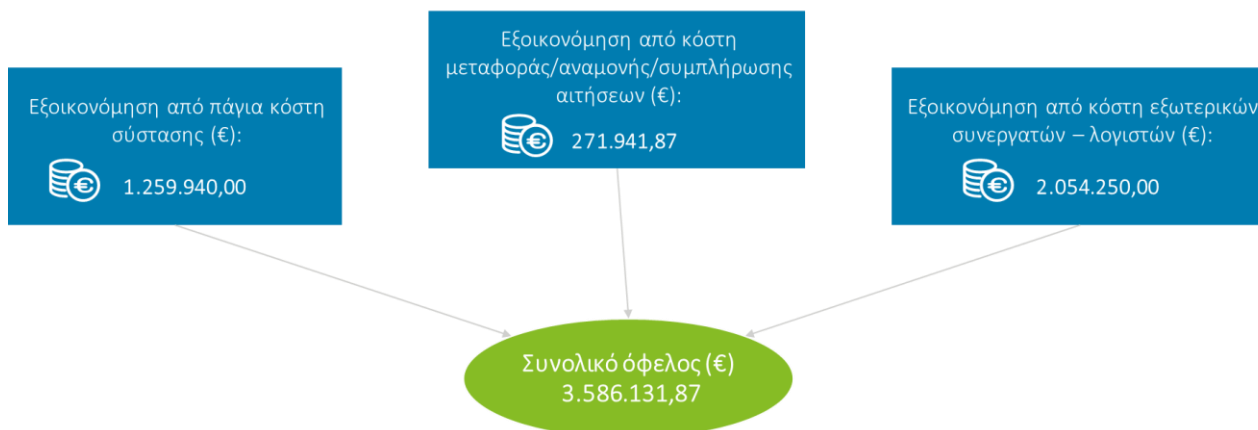 Εξοικονόμηση από πάγια κόστη
σύστασης (€):
1.259.940,00
Εξοικονόμηση από κόστη
μεταφοράς/αναμονής/συμπλήρωσης
αιτήσεων (€):
271.941,87
Εξοικονόμηση από κόστη εξωτερικών
συνεργατών – λογιστών (€):
2.054.250,00
Συνολικό όφελος (€)
3.586.131,87